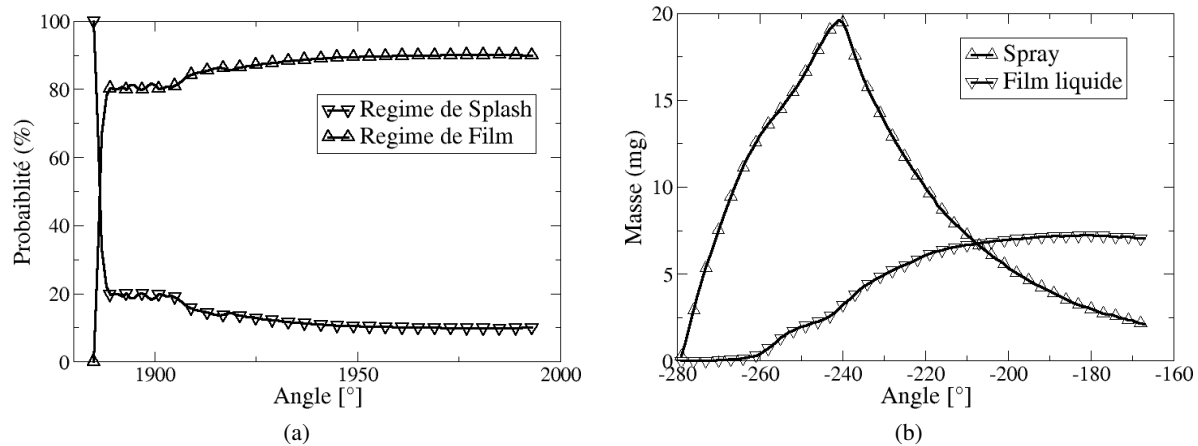 100
80
60
40
20
0
Probaiblité (%)
Regime de Splash
Regime de Film
1900
1950
2000
Angle [°]
(a)
20
15
10
5
0
Masse (mg)
Spray
Film liquide
-280
-260
-240
-220
-200
-180
-160
Angle [°]
(b)